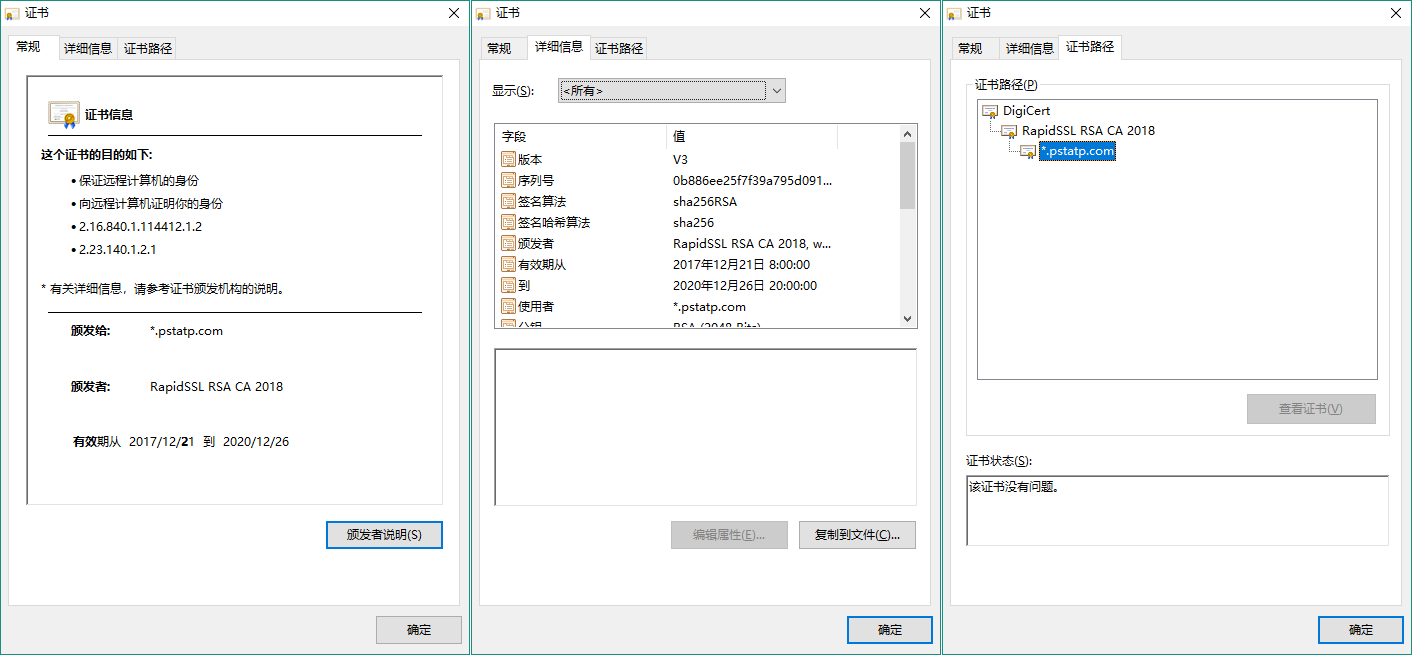 证书
常规
详细信息
证书路径
证书信息
这个证书的目的如下:
• 保证远程计算机的身份
• 向远程计算机证明你的身份
• 2.16.840.1.114412.1.2
• 2.23.140.1.2.1
* 有关详细信息，请参考证书颁发机构的说明。
颁发给: *.pstatp.com
颁发者: RapidSSL RSA CA 2018
有效期从 2017/12/21 到 2020/12/26
颁发者说明(S)
确定
证书
常规
详细信息
证书路径
显示(S): <所有>
字段 值
版本 V3
序列号 0b886ee25f7f39a795d091...
签名算法 sha256RSA
签名哈希算法 sha256
颁发者 RapidSSL RSA CA 2018, w...
有效期从 2017年12月21日 8:00:00
到 2020年12月26日 20:00:00
使用者 *.pstatp.com
公钥 RSA (2048 Bits)
编辑属性(E)...
复制到文件(C)...
确定
证书
常规
详细信息
证书路径
证书路径(P)
DigiCert
RapidSSL RSA CA 2018
*.pstatp.com
查看证书(V)
证书状态(S):
该证书没有问题。
确定